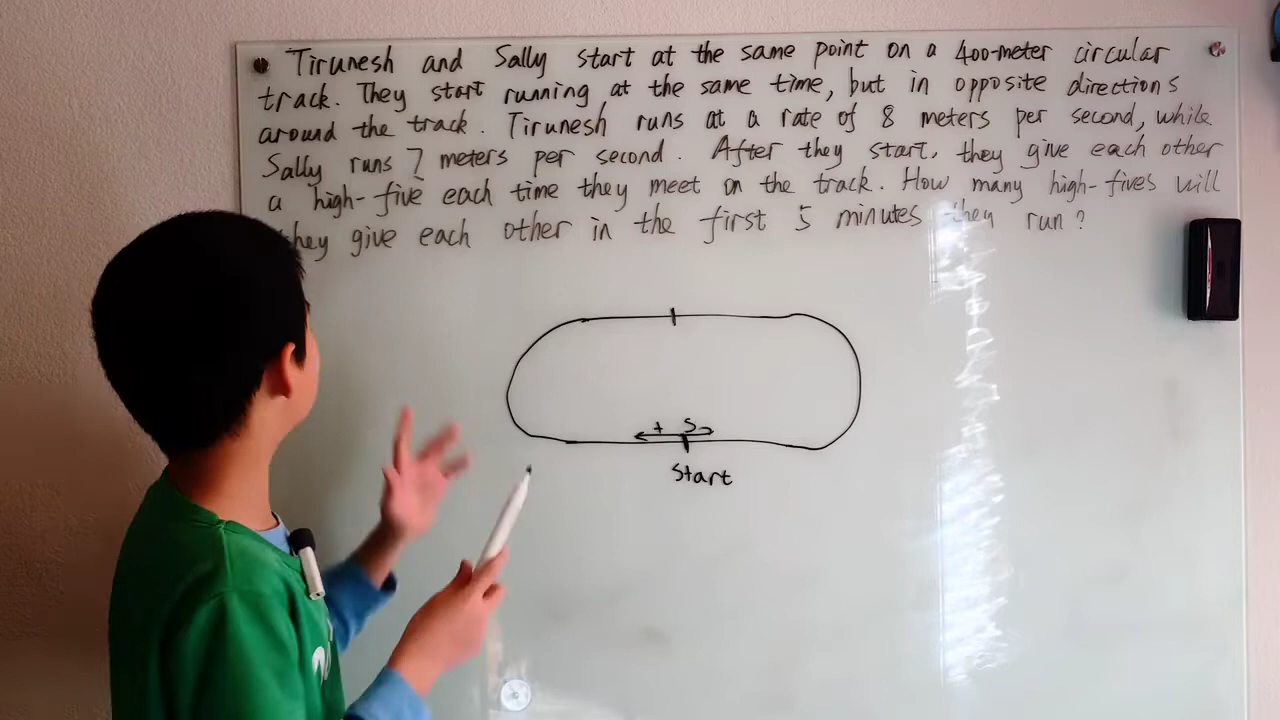 Tirunesh and Sally start at the same point on a 400-meter circular
track. They start running at the same time, but in opposite directions
around the track. Tirunesh runs at a rate of 8 meters per second, while
Sally runs 7 meters per second. After they start, they give each other
a high-five each time they meet on the track. How many high-fives will
they give each other in the first 5 minutes they run?
t S
Start